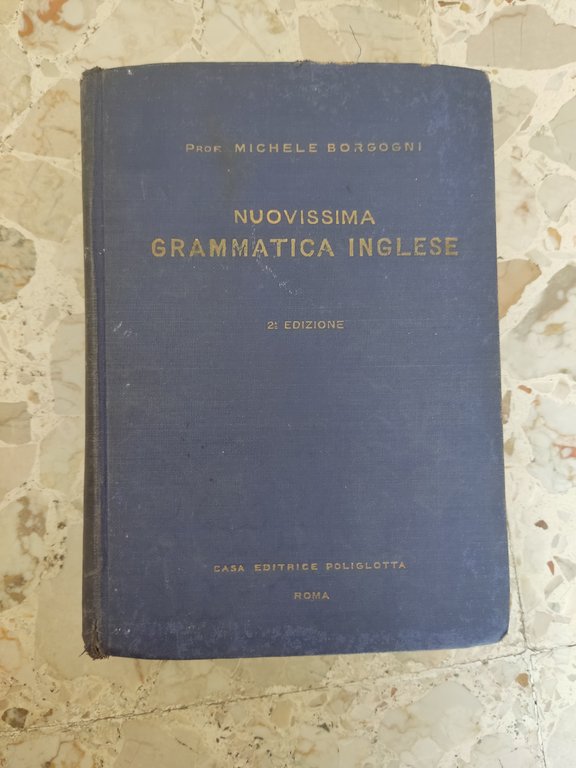 PROF. MICHELE BORGOGNI
NUOVISSIMA
GRAMMATICA INGLESE
2ª EDIZIONE
CASA EDITRICE POLIGLOTTA
ROMA